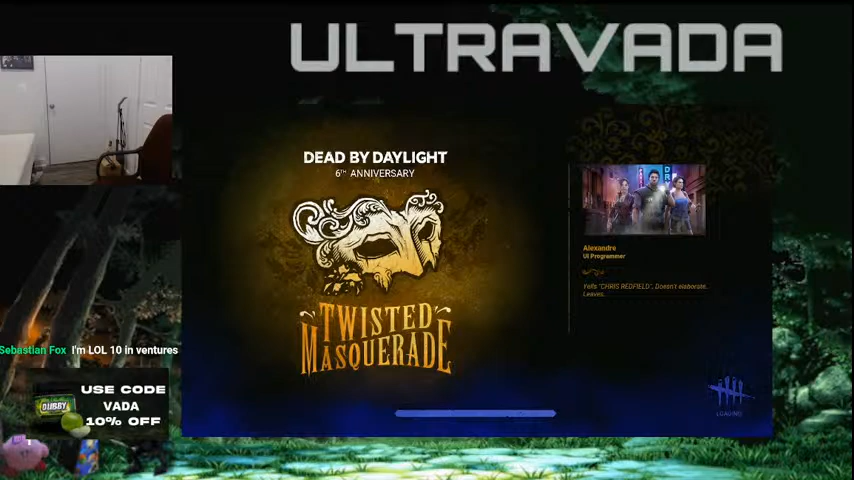 ULTRAVADA
DEAD BY DAYLIGHT
6TH ANNIVERSARY
TWISTED
MASQUERADE
Alexandre
UI Programmer
Yells "CHRIS REDFIELD". Doesn't elaborate.
Leaves.
Sebastian Fox I'm LOL 10 in ventures
DUBBY
USE CODE
VADA
10% OFF
LOADING